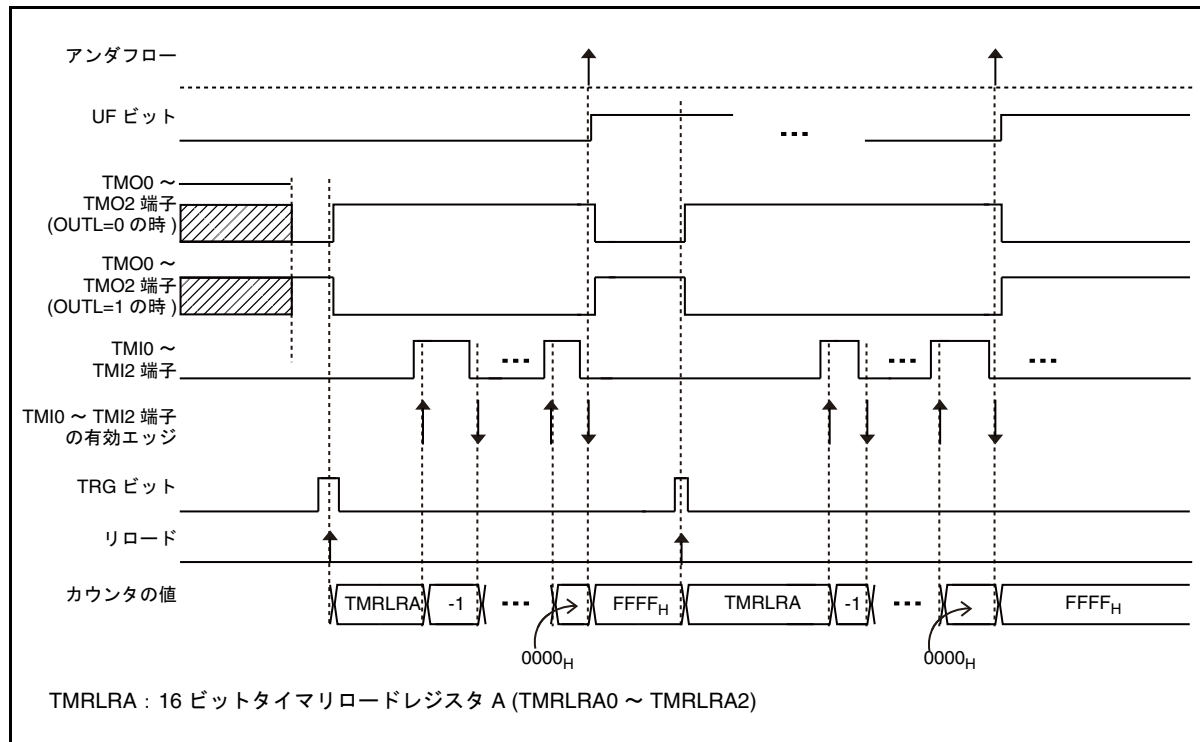 アンダフロー
UF ビット
TMO0 ～
TMO2 端子
(OUTL=0 の時 )
TMO0 ～
TMO2 端子
(OUTL=1 の時 )
TMI0 ～
TMI2 端子
TMI0 ～ TMI2 端子
の有効エッジ
TRG ビット
リロード
カウンタの値
TMRLRA -1 FFFFH TMRLRA -1 FFFFH
0000H 0000H
TMRLRA : 16 ビットタイマリロードレジスタ A (TMRLRA0 ～ TMRLRA2)